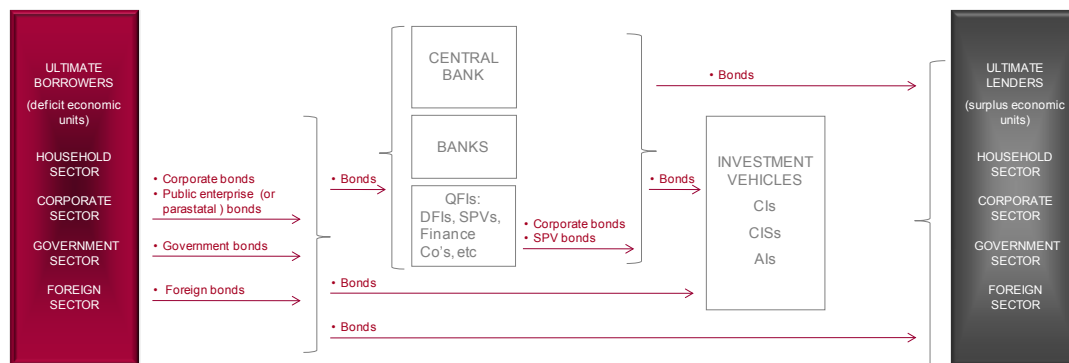 ULTIMATE
BORROWERS
(deficit economic
units)
HOUSEHOLD
SECTOR
CORPORATE
SECTOR
GOVERNMENT
SECTOR
FOREIGN
SECTOR
• Corporate bonds
• Public enterprise (or
parastatal ) bonds
• Government bonds
• Foreign bonds
• Bonds
• Bonds
• Bonds
CENTRAL
BANK
BANKS
QFIs:
DFIs, SPVs,
Finance
Co's, etc
• Corporate bonds
• SPV bonds
• Bonds
• Bonds
INVESTMENT
VEHICLES
CIs
CISs
AIs
ULTIMATE
LENDERS
(surplus economic
units)
HOUSEHOLD
SECTOR
CORPORATE
SECTOR
GOVERNMENT
SECTOR
FOREIGN
SECTOR